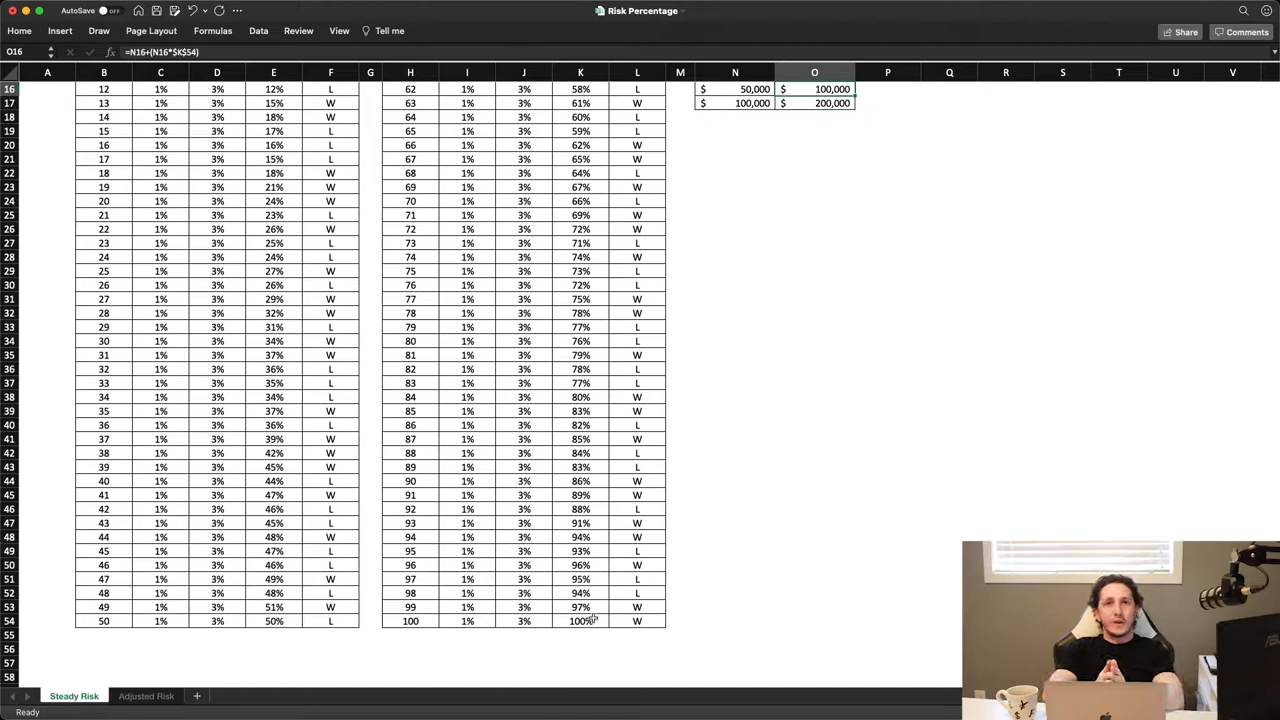 AutoSave OFF Risk Percentage
Home Insert Draw Page Layout Formulas Data Review View Tell me Share Comments
O16 fx =N16+(N16*$K$54)
A B C D E F G H I J K L M N O P Q R S T U V
16 12 1% 3% 12% L 62 1% 3% 58% L $ 50,000 $ 100,000
17 13 1% 3% 15% W 63 1% 3% 61% W $ 100,000 $ 200,000
18 14 1% 3% 18% W 64 1% 3% 60% L
19 15 1% 3% 17% L 65 1% 3% 59% L
20 16 1% 3% 16% L 66 1% 3% 62% W
21 17 1% 3% 15% L 67 1% 3% 65% W
22 18 1% 3% 18% W 68 1% 3% 64% L
23 19 1% 3% 21% W 69 1% 3% 67% W
24 20 1% 3% 24% W 70 1% 3% 66% L
25 21 1% 3% 23% L 71 1% 3% 69% W
26 22 1% 3% 26% W 72 1% 3% 72% W
27 23 1% 3% 25% L 73 1% 3% 71% L
28 24 1% 3% 24% L 74 1% 3% 74% W
29 25 1% 3% 27% W 75 1% 3% 73% L
30 26 1% 3% 26% L 76 1% 3% 72% L
31 27 1% 3% 29% W 77 1% 3% 75% W
32 28 1% 3% 32% W 78 1% 3% 78% W
33 29 1% 3% 31% L 79 1% 3% 77% L
34 30 1% 3% 34% W 80 1% 3% 76% L
35 31 1% 3% 37% W 81 1% 3% 79% W
36 32 1% 3% 36% L 82 1% 3% 78% L
37 33 1% 3% 35% L 83 1% 3% 77% L
38 34 1% 3% 34% L 84 1% 3% 80% W
39 35 1% 3% 37% W 85 1% 3% 83% W
40 36 1% 3% 36% L 86 1% 3% 82% L
41 37 1% 3% 39% W 87 1% 3% 85% W
42 38 1% 3% 42% W 88 1% 3% 84% L
43 39 1% 3% 45% W 89 1% 3% 83% L
44 40 1% 3% 44% L 90 1% 3% 86% W
45 41 1% 3% 47% W 91 1% 3% 89% W
46 42 1% 3% 46% L 92 1% 3% 88% L
47 43 1% 3% 45% L 93 1% 3% 91% W
48 44 1% 3% 48% W 94 1% 3% 94% W
49 45 1% 3% 47% L 95 1% 3% 93% L
50 46 1% 3% 46% L 96 1% 3% 96% W
51 47 1% 3% 49% W 97 1% 3% 95% L
52 48 1% 3% 48% L 98 1% 3% 94% L
53 49 1% 3% 51% W 99 1% 3% 97% W
54 50 1% 3% 50% L 100 1% 3% 100% W
55
56
57
58
Steady Risk Adjusted Risk +
Ready